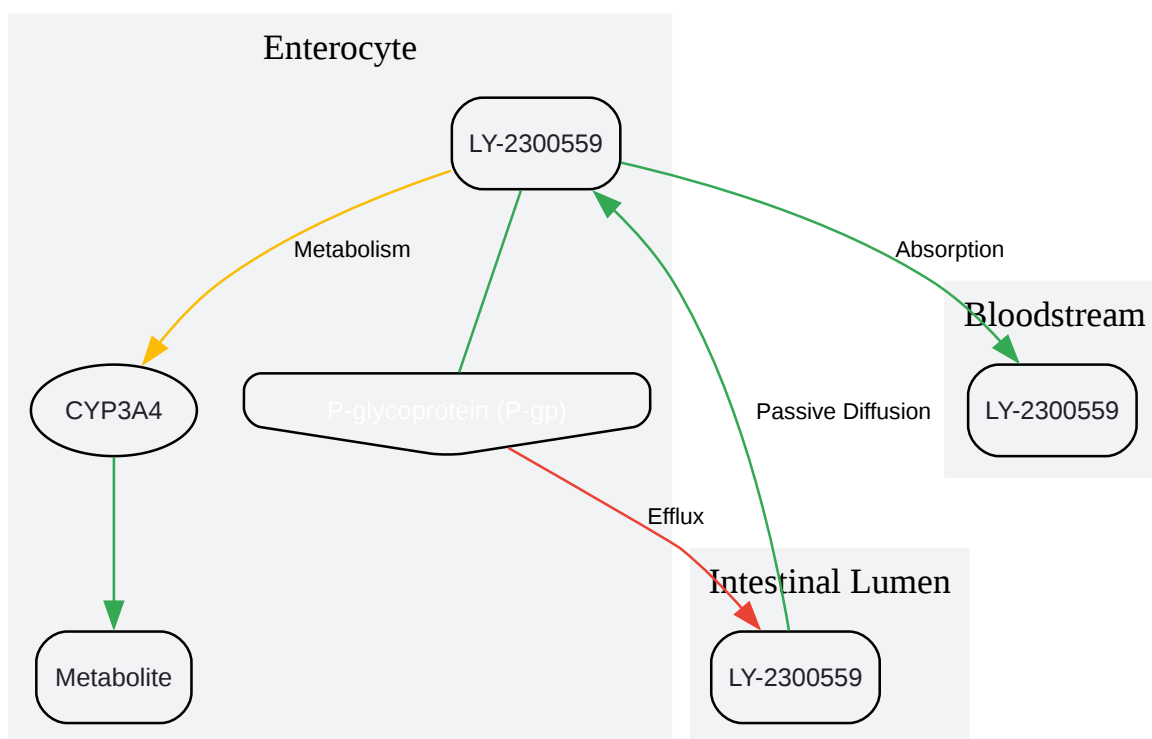 Enterocyte
LY-2300559
Metabolism
Absorption
Bloodstream
CYP3A4
P-glycoprotein (P-gp)
Passive Diffusion
LY-2300559
Efflux
Intestinal Lumen
Metabolite
LY-2300559